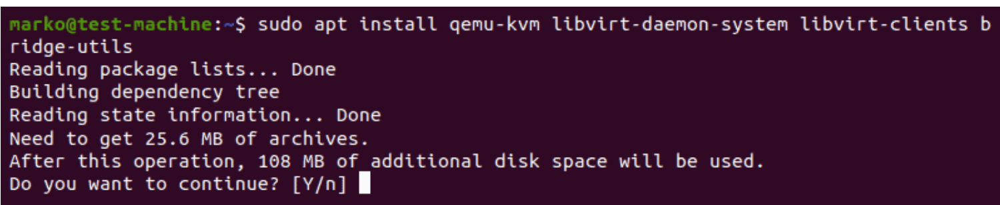 marko@test-machine:~$ sudo apt install qemu-kvm libvirt-daemon-system libvirt-clients b
ridge-utils
Reading package lists... Done
Building dependency tree
Reading state information... Done
Need to get 25.6 MB of archives.
After this operation, 108 MB of additional disk space will be used.
Do you want to continue? [Y/n]